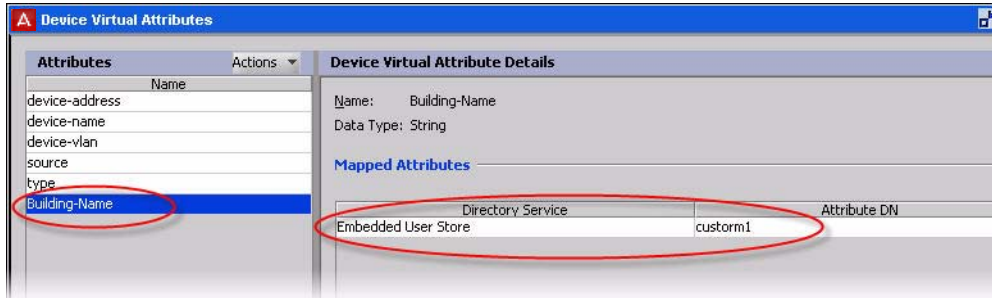 Device Virtual Attributes
Attributes Actions
Name
device-address
device-name
device-vlan
source
type
Building-Name
Device Virtual Attribute Details
Name: Building-Name
Data Type: String
Mapped Attributes
Directory Service Attribute DN
Embedded User Store custorm1